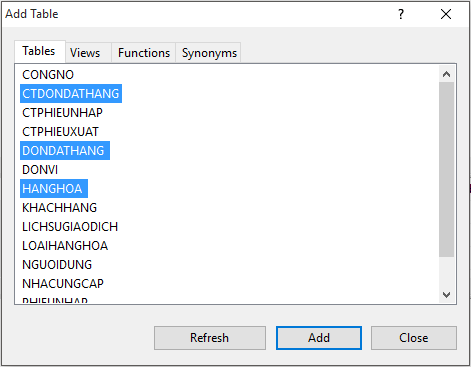 Add Table
Tables Views Functions Synonyms
CONGNO
CTDONDATHANG
CTPHIEUNHAP
CTPHIEUXUAT
DONDATHANG
DONVI
HANGHOA
KHACHHANG
LICHSUGIAODICH
LOAIHANGHOA
NGUOIDUNG
NHACUNGCAP
PHIEUNHAP
Refresh Add Close